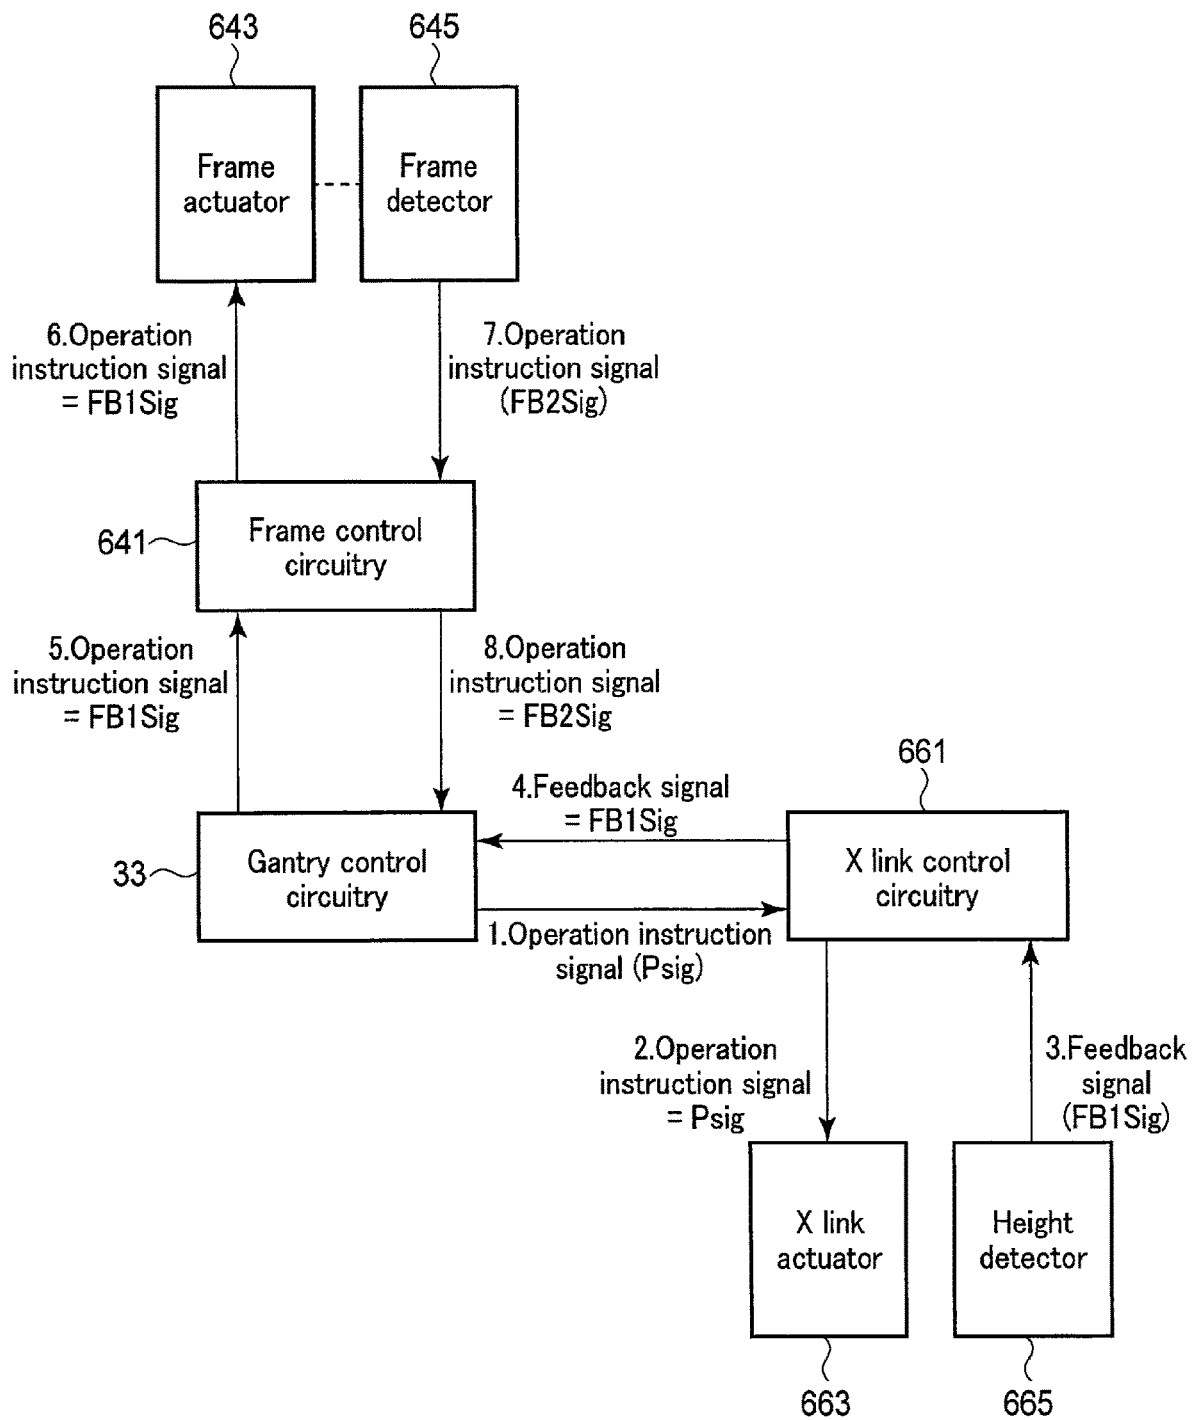 643
645
Frame
actuator
Frame
detector
6.Operation
instruction signal
= FB1Sig
7.Operation
instruction signal
(FB2Sig)
641
Frame control
circuitry
5.Operation
instruction signal
= FB1Sig
8.Operation
instruction signal
= FB2Sig
661
4.Feedback signal
= FB1Sig
33
Gantry control
circuitry
X link control
circuitry
1.Operation instruction
signal (Psig)
2.Operation
instruction signal
= Psig
3.Feedback
signal
(FB1Sig)
X link
actuator
Height
detector
663
665